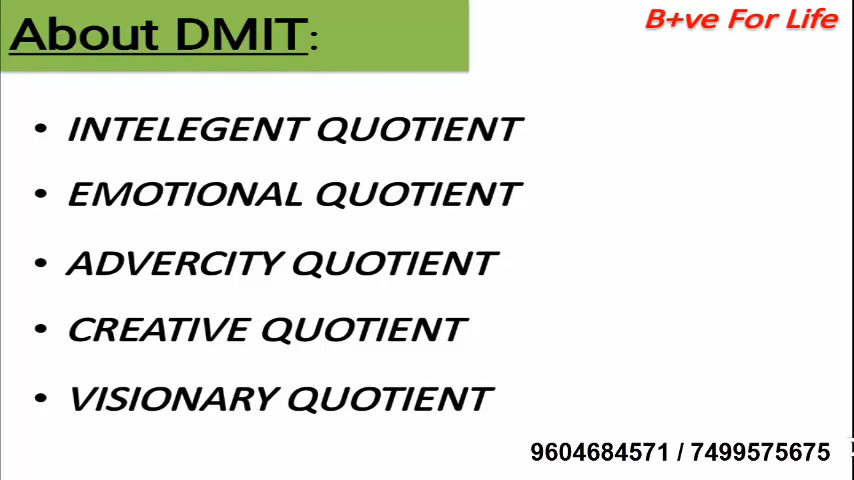 About DMIT:
B+ve For Life
• INTELEGENT QUOTIENT
• EMOTIONAL QUOTIENT
• ADVERCITY QUOTIENT
• CREATIVE QUOTIENT
• VISIONARY QUOTIENT
9604684571 / 7499575675